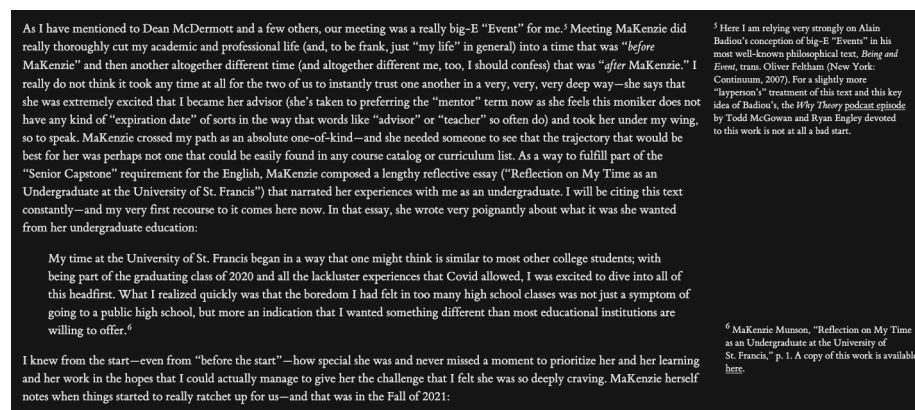 As I have mentioned to Dean McDermott and a few others, our meeting was a really big-E “Event” for me.⁵ Meeting MaKenzie did
really thoroughly cut my academic and professional life (and, to be frank, just “my life” in general) into a time that was “before
MaKenzie” and then another altogether different time (and altogether different me, too, I should confess) that was “after MaKenzie.” I
really do not think it took any time at all for the two of us to instantly trust one another in a very, very, very deep way—she says that
she was extremely excited that I became her advisor (she’s taken to preferring the “mentor” term now as she feels this moniker does not
have any kind of “expiration date” of sorts in the way that words like “advisor” or “teacher” so often do) and took her under my wing,
so to speak. MaKenzie crossed my path as an absolute one-of-kind—and she needed someone to see that the trajectory that would be
best for her was perhaps not one that could be easily found in any course catalog or curriculum list. As a way to fulfill part of the
“Senior Capstone” requirement for the English, MaKenzie composed a lengthy reflective essay (“Reflection on My Time as an
Undergraduate at the University of St. Francis”) that narrated her experiences with me as an undergraduate. I will be citing this text
constantly—and my very first recourse to it comes here now. In that essay, she wrote very poignantly about what it was she wanted
from her undergraduate education:
My time at the University of St. Francis began in a way that one might think is similar to most other college students; with
being part of the graduating class of 2020 and all the lackluster experiences that Covid allowed, I was excited to dive into all of
this headfirst. What I realized quickly was that the boredom I had felt in too many high school classes was not just a symptom of
going to a public high school, but more an indication that I wanted something different than most educational institutions are
willing to offer.⁶
I knew from the start—even from “before the start”—how special she was and never missed a moment to prioritize her and her learning
and her work in the hopes that I could actually manage to give her the challenge that I felt she was so deeply craving. MaKenzie herself
notes when things started to really ratchet up for us—and that was in the Fall of 2021:
⁵ Here I am relying very strongly on Alain
Badiou’s conception of big-E “Events” in his
most well-known philosophical text, Being and
Event, trans. Oliver Feltham (New York:
Continuum, 2007). For a slightly more
“layperson’s” treatment of this text and this key
idea of Badiou’s, the Why Theory podcast episode
by Todd McGowan and Ryan Engley devoted
to this work is not at all a bad start.
⁶ MaKenzie Munson, “Reflection on My Time
as an Undergraduate at the University of
St. Francis,” p. 1. A copy of this work is available
here.